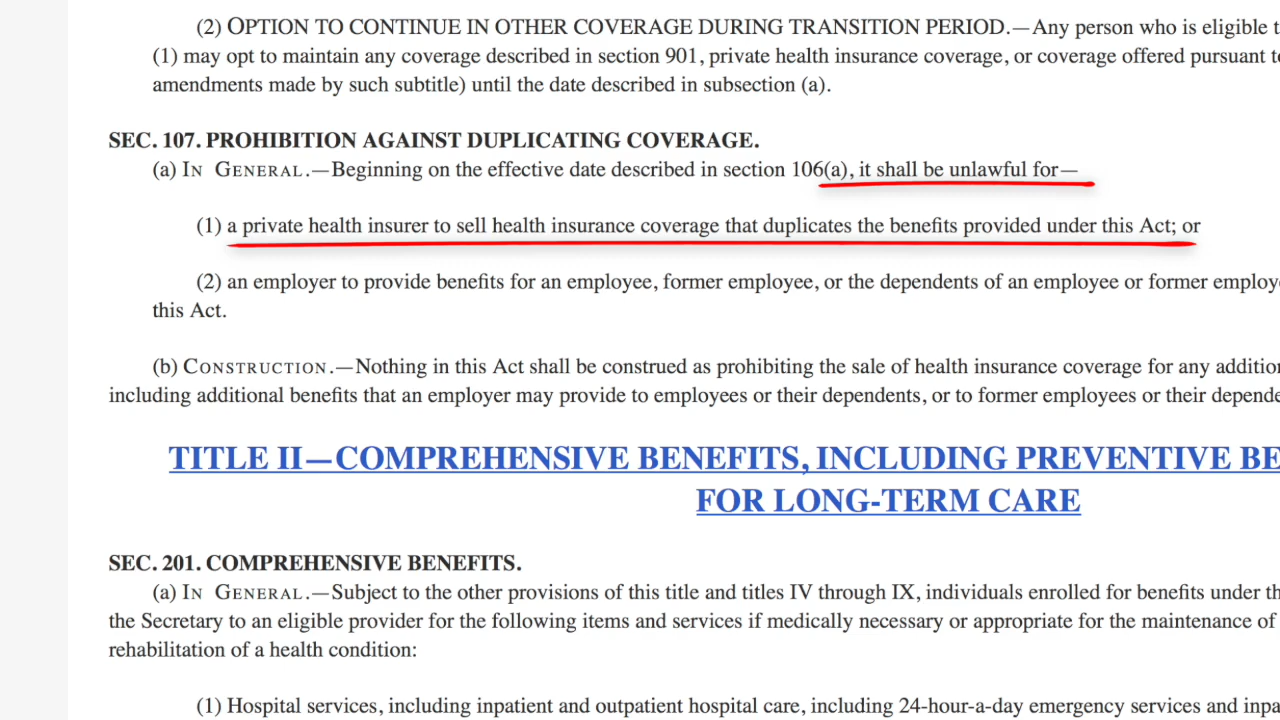 (2) OPTION TO CONTINUE IN OTHER COVERAGE DURING TRANSITION PERIOD.—Any person who is eligible
(1) may opt to maintain any coverage described in section 901, private health insurance coverage, or coverage offered pursuant
amendments made by such subtitle) until the date described in subsection (a).
SEC. 107. PROHIBITION AGAINST DUPLICATING COVERAGE.
(a) IN GENERAL.—Beginning on the effective date described in section 106(a), it shall be unlawful for—
(1) a private health insurer to sell health insurance coverage that duplicates the benefits provided under this Act; or
(2) an employer to provide benefits for an employee, former employee, or the dependents of an employee or former
this Act.
(b) CONSTRUCTION.—Nothing in this Act shall be construed as prohibiting the sale of health insurance coverage for any
including additional benefits that an employer may provide to employees or their dependents, or to former employees or their
TITLE II—COMPREHENSIVE BENEFITS, INCLUDING PREVENTIVE
FOR LONG-TERM CARE
SEC. 201. COMPREHENSIVE BENEFITS.
(a) IN GENERAL.—Subject to the other provisions of this title and titles IV through IX, individuals enrolled for benefits under
the Secretary to an eligible provider for the following items and services if medically necessary or appropriate for the maintenance of
rehabilitation of a health condition:
(1) Hospital services, including inpatient and outpatient hospital care, including 24-hour-a-day emergency services and